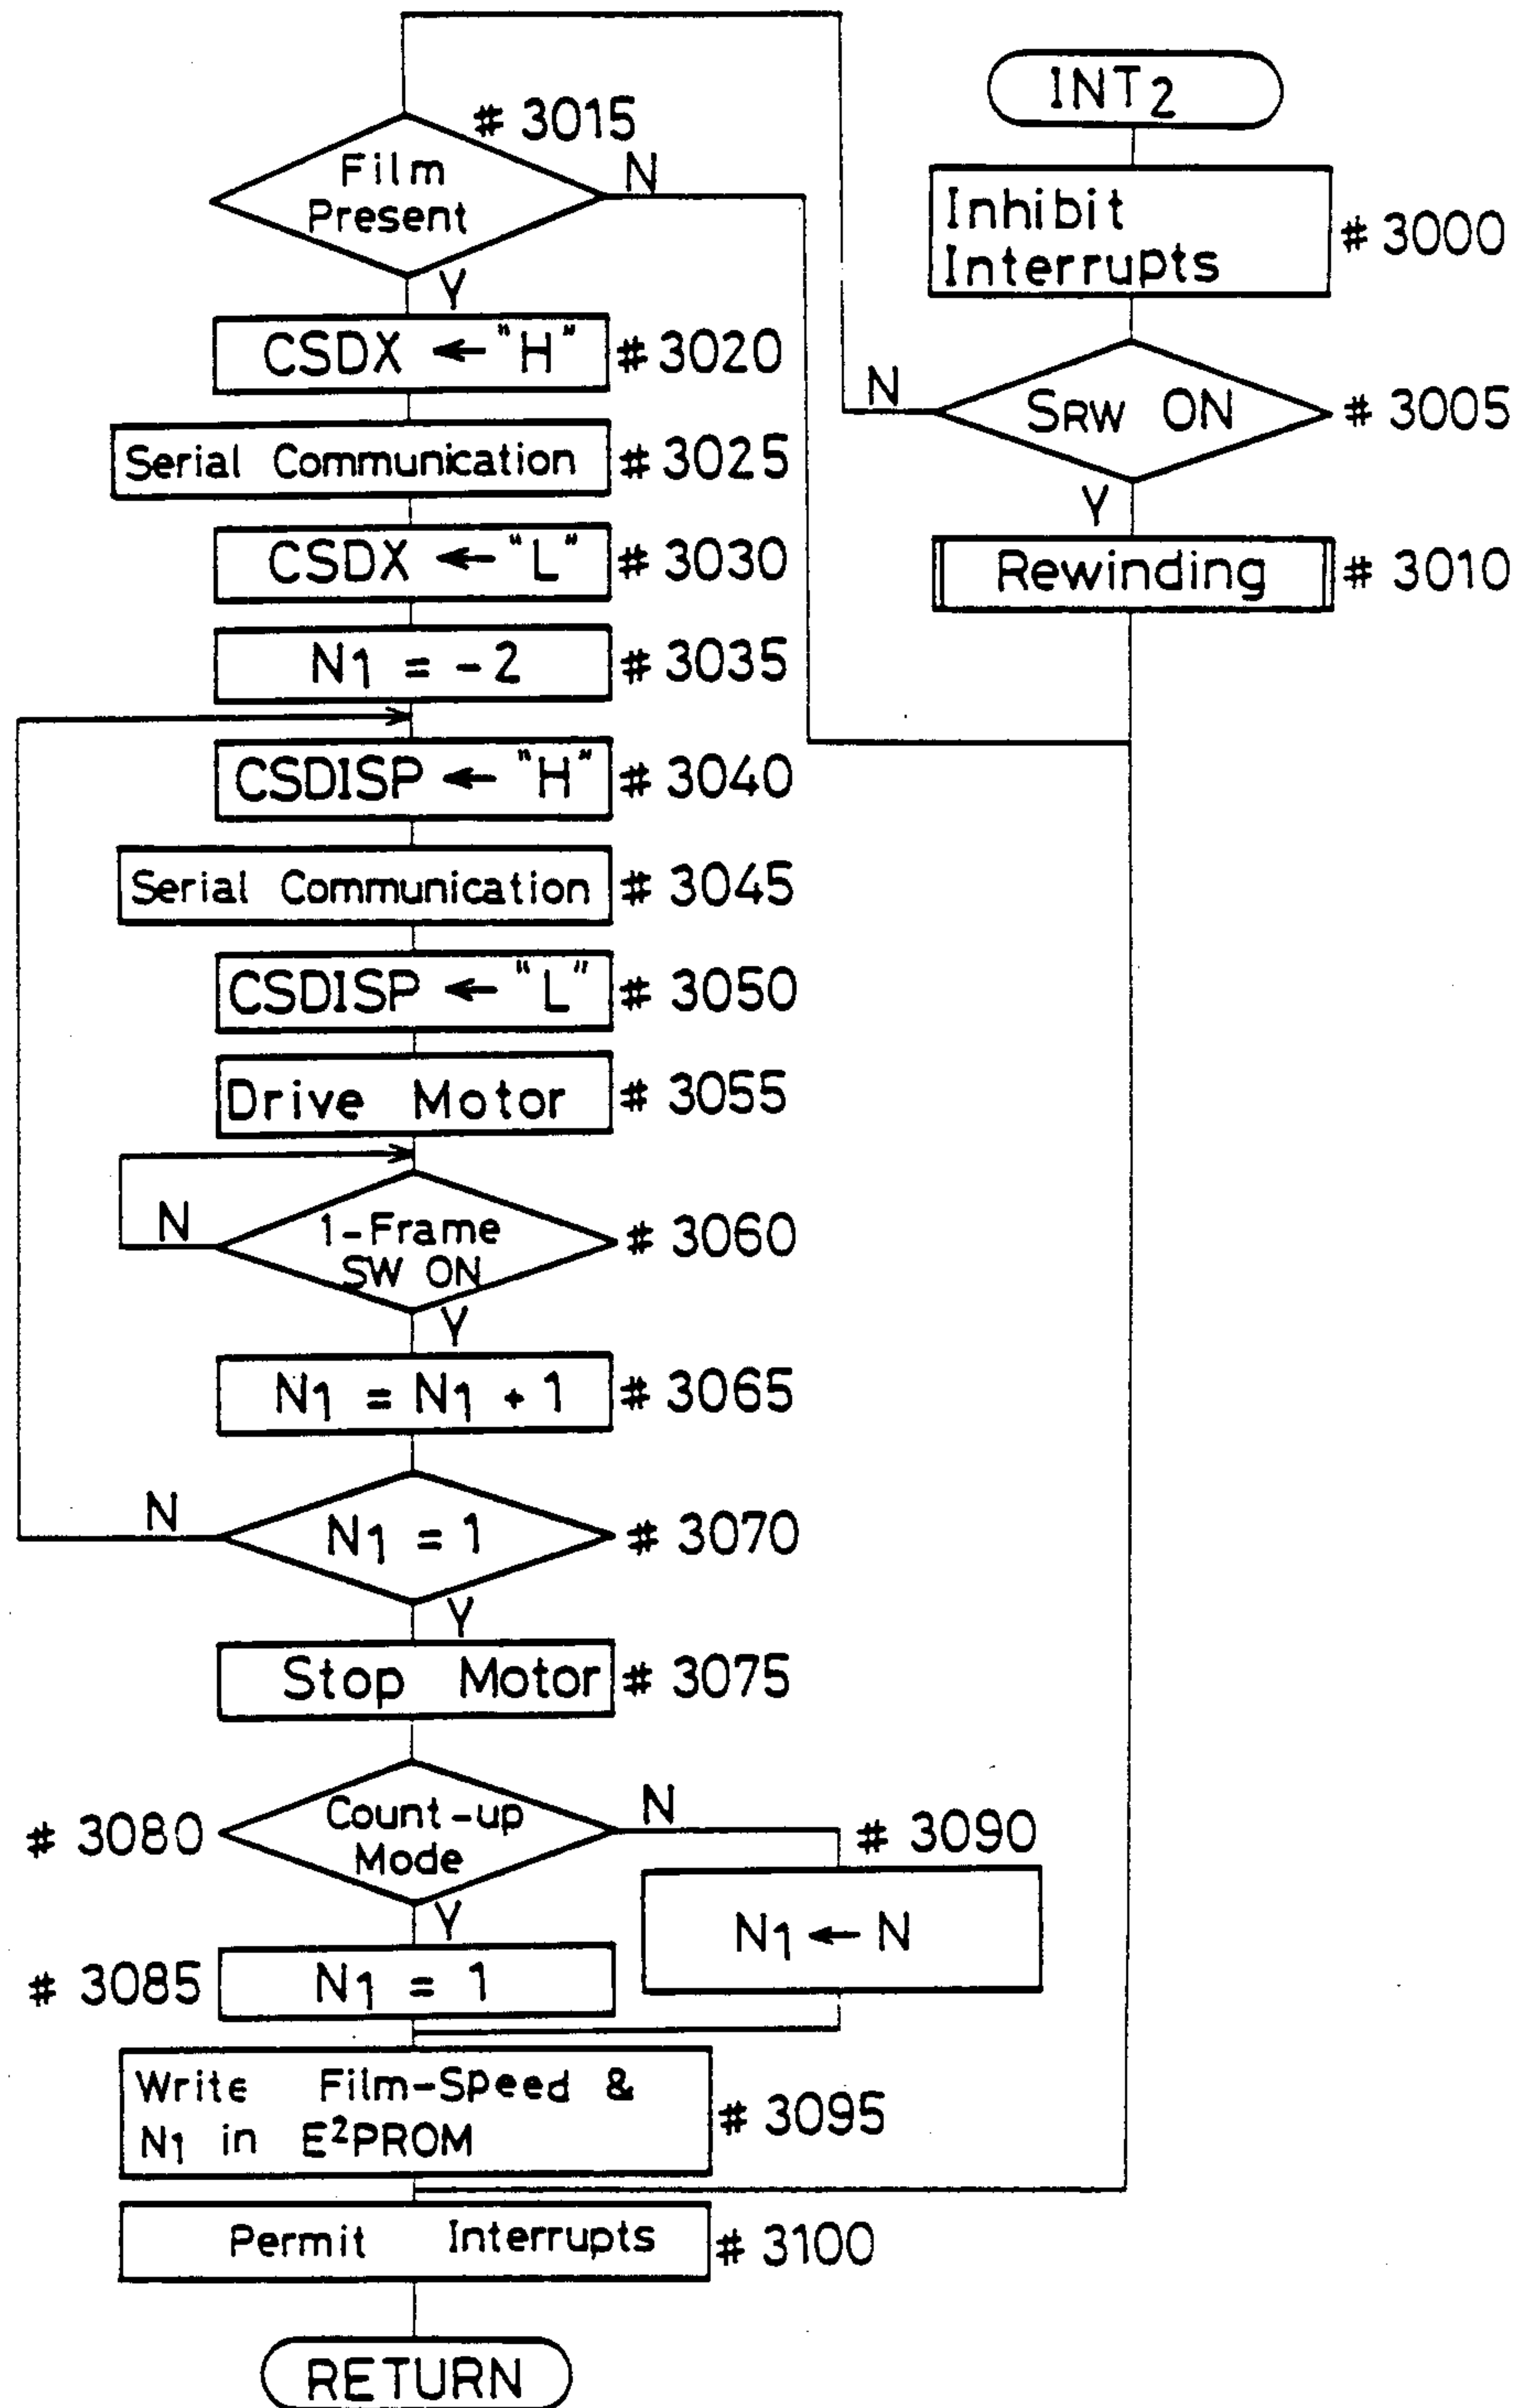 INT2
Inhibit
Interrupts
# 3000
N
SRW ON
# 3005
Y
Rewinding
# 3010
# 3015
Film
Present
N
Y
CSDX ← "H"
# 3020
Serial Communication
# 3025
CSDX ← "L"
# 3030
N1 = -2
# 3035
CSDISP ← "H"
# 3040
Serial Communication
# 3045
CSDISP ← "L"
# 3050
Drive Motor
# 3055
N
1-Frame
SW ON
# 3060
Y
N1 = N1 + 1
# 3065
N
N1 = 1
# 3070
Y
Stop Motor
# 3075
# 3080
Count-up
Mode
N
Y
# 3090
N1 ← N
# 3085
N1 = 1
Write Film-Speed &
N1 in E²PROM
# 3095
Permit Interrupts
# 3100
RETURN